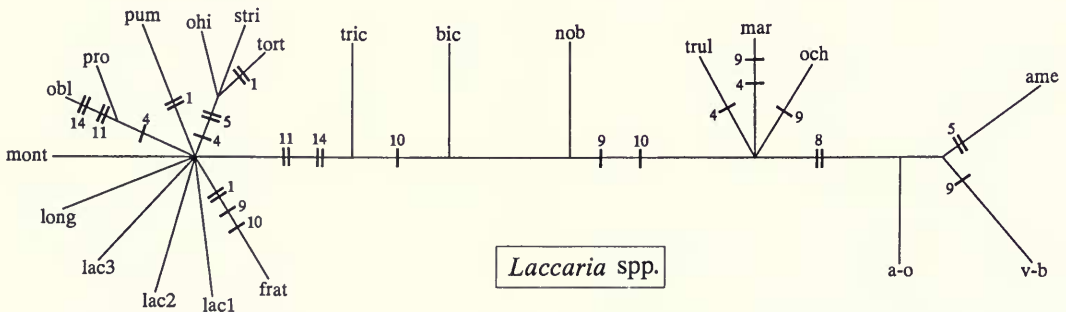 pum
ohi
stri
tort
pro
obl
14
11
4
1
5
4
1
mont
long
lac3
lac2
lac1
frat
1
9
10
11
14
tric
10
bic
nob
9
10
trul
mar
och
9
4
4
9
8
ame
5
9
a-o
v-b
Laccaria spp.